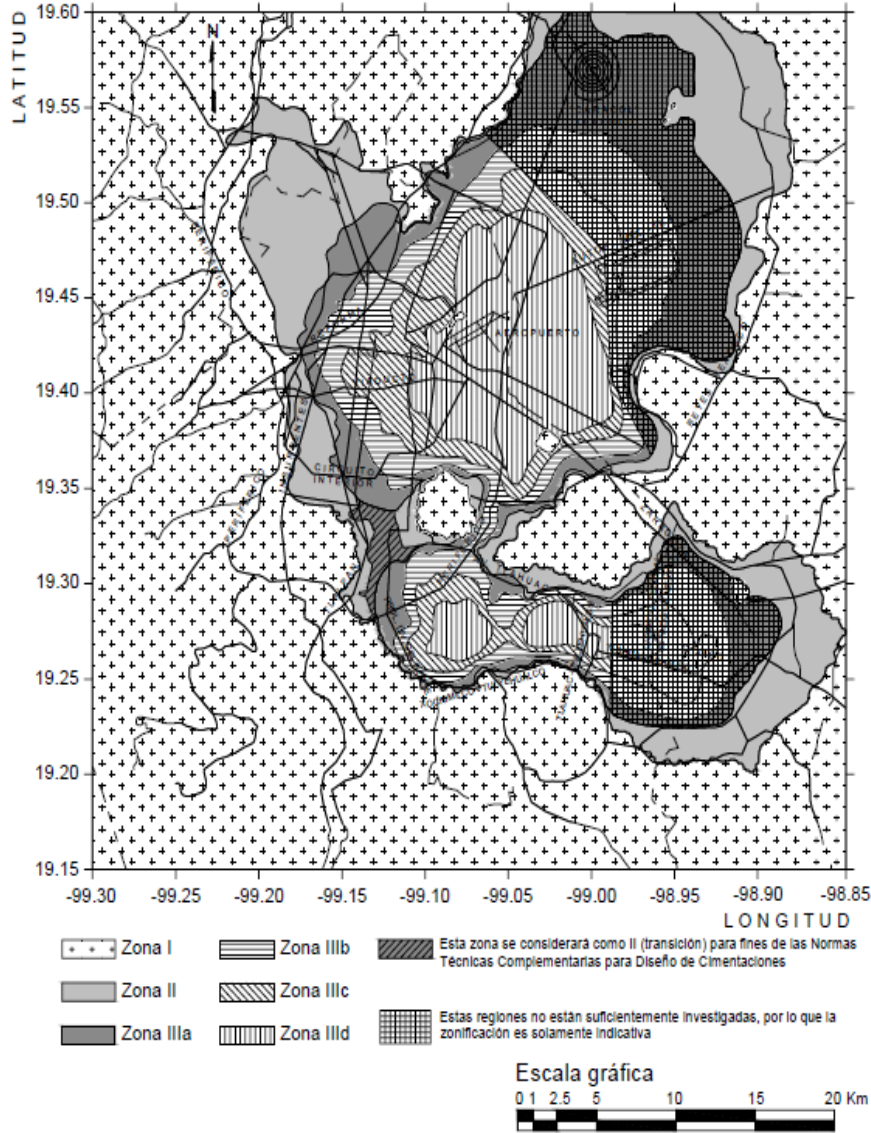 LATITUD
N
19.60
19.55
19.50
19.45
19.40
19.35
19.30
19.25
19.20
19.15
AEROPUERTO
CIRCUITO
INTERIOR
PERIFERICO
-99.30 -99.25 -99.20 -99.15 -99.10 -99.05 -99.00 -98.95 -98.90 -98.85
LONGITUD
Zona I Zona IIIb Esta zona se considerará como II (transición) para fines de las Normas
Técnicas Complementarias para Diseño de Cimentaciones
Zona II Zona IIIc
Estas regiones no están suficientemente investigadas, por lo que la
zonificación es solamente indicativa
Zona IIIa Zona IIId
Escala gráfica
0 1 2.5 5 10 15 20 Km